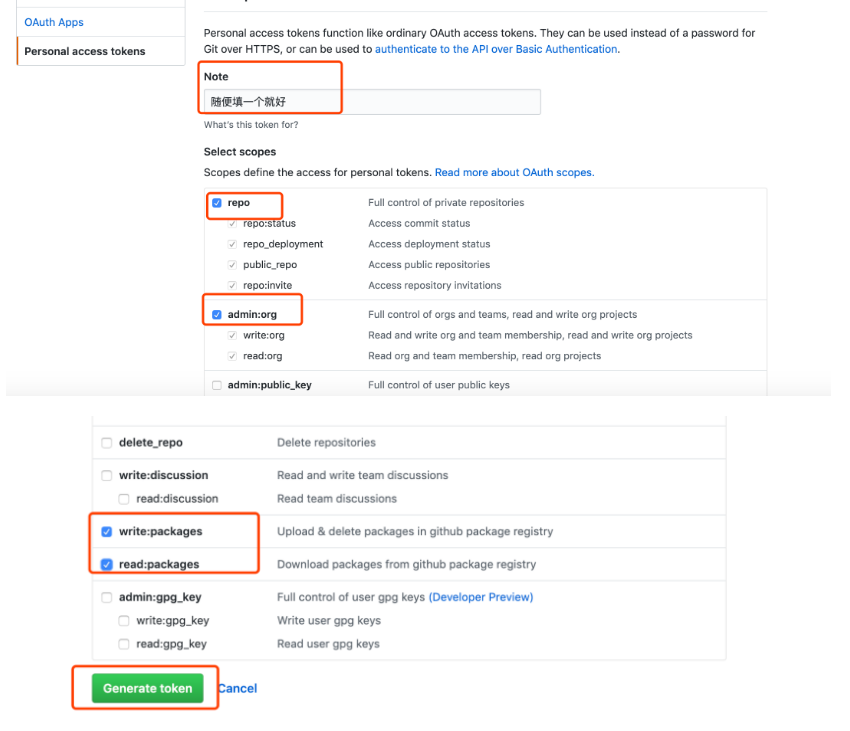 OAuth Apps
Personal access tokens
Personal access tokens function like ordinary OAuth access tokens. They can be used instead of a password for
Git over HTTPS, or can be used to authenticate to the API over Basic Authentication.
Note
随便填一个就好
What's this token for?
Select scopes
Scopes define the access for personal tokens. Read more about OAuth scopes.
repo Full control of private repositories
repo:status Access commit status
repo_deployment Access deployment status
public_repo Access public repositories
repo:invite Access repository invitations
admin:org Full control of orgs and teams, read and write org projects
write:org Read and write org and team membership, read and write org projects
read:org Read org and team membership, read org projects
admin:public_key Full control of user public keys
delete_repo Delete repositories
write:discussion Read and write team discussions
read:discussion Read team discussions
write:packages Upload & delete packages in github package registry
read:packages Download packages from github package registry
admin:gpg_key Full control of user gpg keys (Developer Preview)
write:gpg_key Write user gpg keys
read:gpg_key Read user gpg keys
Generate token Cancel